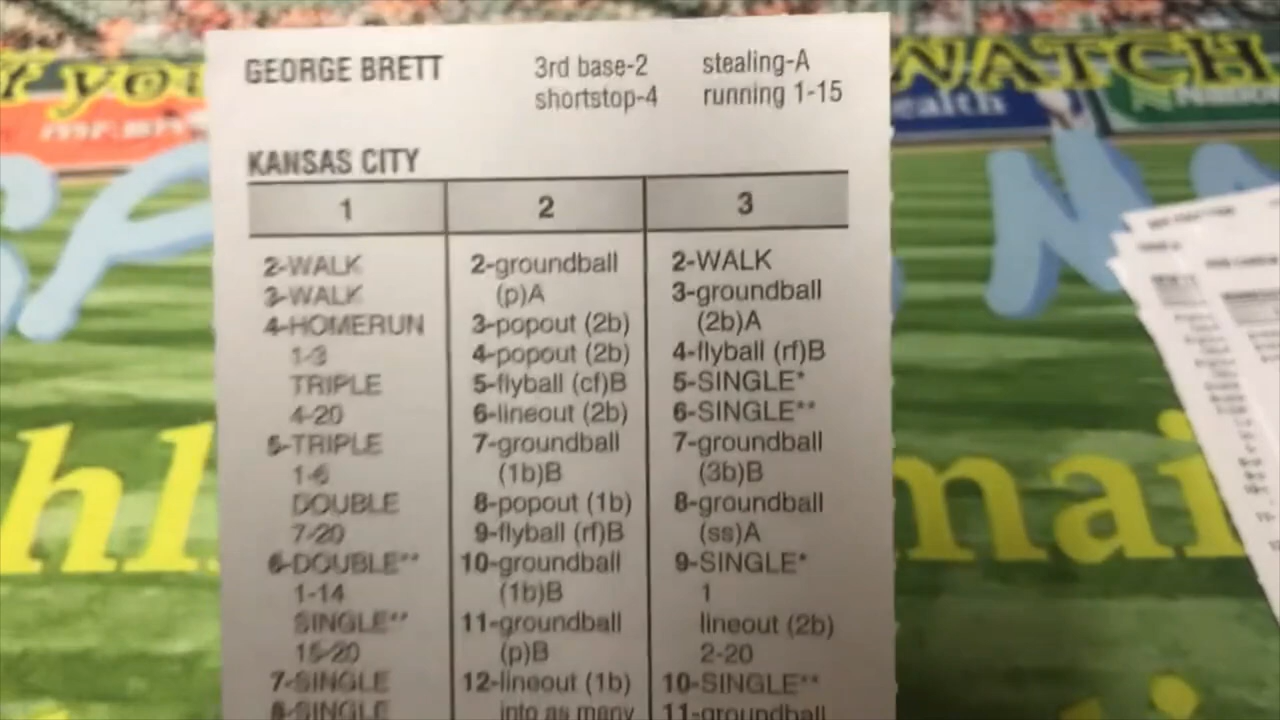 GEORGE BRETT
3rd base-2
shortstop-4
stealing-A
running 1-15
KANSAS CITY
1
2-WALK
3-WALK
4-HOMERUN
1-3
TRIPLE
4-20
5-TRIPLE
1-6
DOUBLE
7-20
6-DOUBLE**
1-14
SINGLE**
15-20
7-SINGLE
8-SINGLE
2
2-groundball
(p)A
3-popout (2b)
4-popout (2b)
5-flyball (cf)B
6-lineout (2b)
7-groundball
(1b)B
8-popout (1b)
9-flyball (rf)B
10-groundball
(1b)B
11-groundball
(p)B
12-lineout (1b)
into as many
3
2-WALK
3-groundball
(2b)A
4-flyball (rf)B
5-SINGLE*
6-SINGLE**
7-groundball
(3b)B
8-groundball
(ss)A
9-SINGLE*
1
lineout (2b)
2-20
10-SINGLE**
11-groundball
WATCH